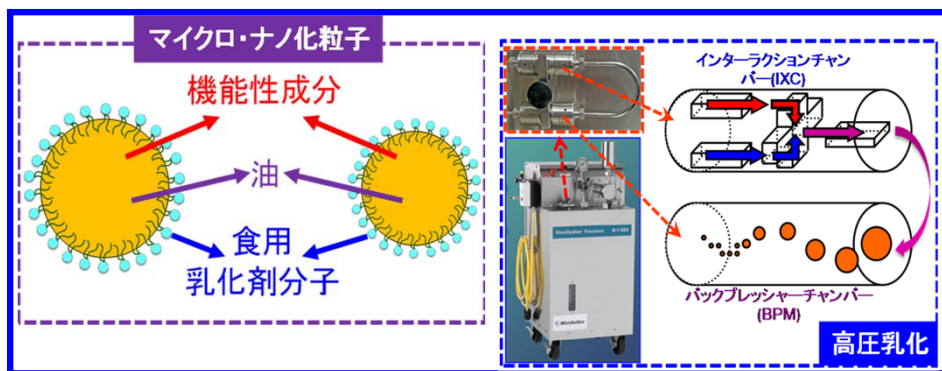 マイクロ・ナノ化粒子
機能性成分
油
食用
乳化剤分子
インターラクションチャン
バー(IXC)
バックプレッシャーチャンバー
(BPM)
高圧乳化